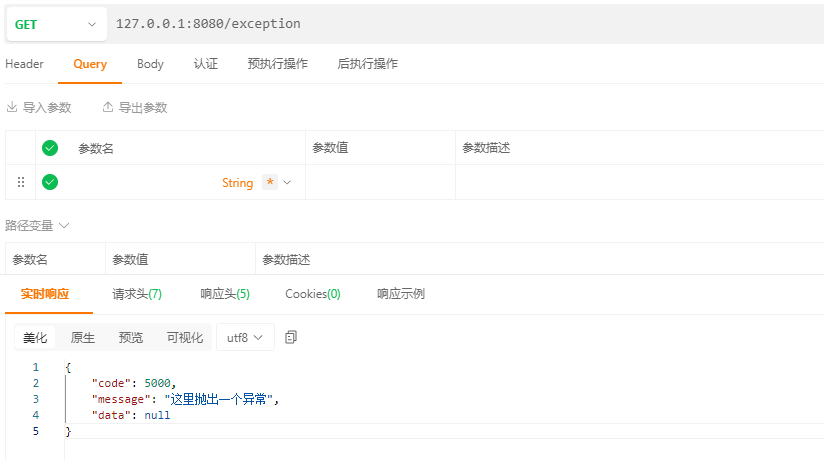 GET 127.0.0.1:8080/exception
Header Query Body 认证 预执行操作 后执行操作
导入参数 导出参数
参数名 参数值 参数描述
String *
路径变量
参数名 参数值 参数描述
实时响应 请求头(7) 响应头(5) Cookies(0) 响应示例
美化 原生 预览 可视化 utf8
1 {
2 "code": 5000,
3 "message": "这里抛出一个异常",
4 "data": null
5 }